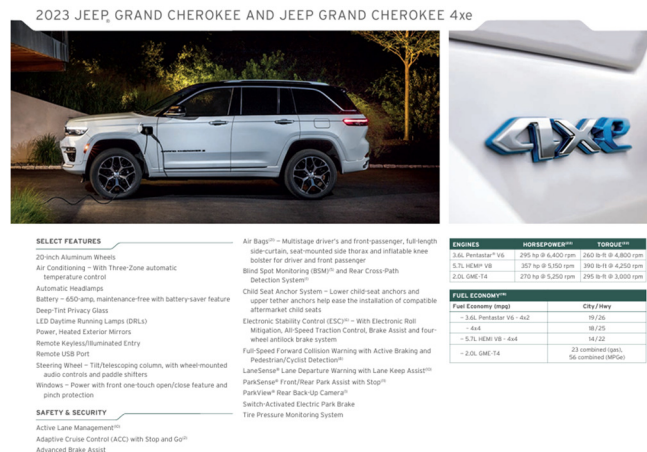 2023 JEEP® GRAND CHEROKEE AND JEEP GRAND CHEROKEE 4xe
4xe
SELECT FEATURES
20-inch Aluminum Wheels
Air Conditioning — With Three-Zone automatic
temperature control
Automatic Headlamps
Battery — 650-amp, maintenance-free with battery-saver feature
Deep-Tint Privacy Glass
LED Daytime Running Lamps (DRLs)
Power, Heated Exterior Mirrors
Remote Keyless/Illuminated Entry
Remote USB Port
Steering Wheel — Tilt/telescoping column, with wheel-mounted
audio controls and paddle shifters
Windows — Power with front one-touch open/close feature and
pinch protection
SAFETY & SECURITY
Active Lane Management
Adaptive Cruise Control (ACC) with Stop and Go
Advanced Brake Assist
Air Bags — Multistage driver's and front-passenger, full-length
side-curtain, seat-mounted side thorax and inflatable knee
bolster for driver and front passenger
Blind Spot Monitoring (BSM) and Rear Cross-Path
Detection System
Child Seat Anchor System — Lower child-seat anchors and
upper tether anchors help ease the installation of compatible
aftermarket child seats
Electronic Stability Control (ESC) — With Electronic Roll
Mitigation, All-Speed Traction Control, Brake Assist and four-
wheel antilock brake system
Full-Speed Forward Collision Warning with Active Braking and
Pedestrian/Cyclist Detection
LaneSense® Lane Departure Warning with Lane Keep Assist
ParkSense® Front/Rear Park Assist with Stop
ParkView® Rear Back-Up Camera
Switch-Activated Electric Park Brake
Tire Pressure Monitoring System
ENGINES HORSEPOWER TORQUE
3.6L Pentastar® V6 295 hp @ 6,400 rpm 260 lb-ft @ 4,800 rpm
5.7L HEMI® V8 357 hp @ 5,150 rpm 390 lb-ft @ 4,250 rpm
2.0L GME-T4 270 hp @ 5,250 rpm 295 lb-ft @ 3,000 rpm
FUEL ECONOMY
Fuel Economy (mpg) City/Hwy
– 3.6L Pentastar V6 - 4x2 19/26
- 4x4 18/25
– 5.7L HEMI V8 - 4x4 14/22
– 2.0L GME-T4 23 combined (gas),
56 combined (MPGe)